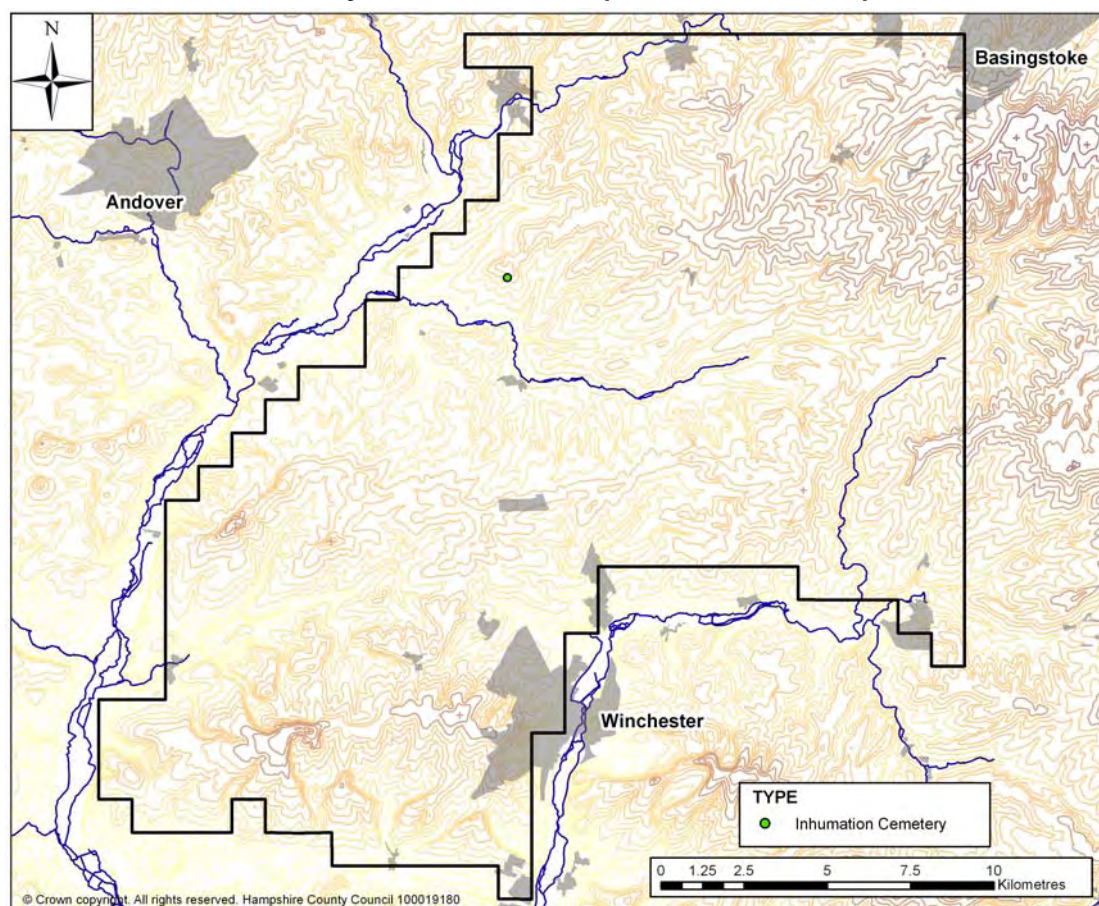 N
Basingstoke
Andover
Winchester
TYPE
Inhumation Cemetery
0 1.25 2.5 5 7.5 10
Kilometres
© Crown copyright. All rights reserved. Hampshire County Council 100019180